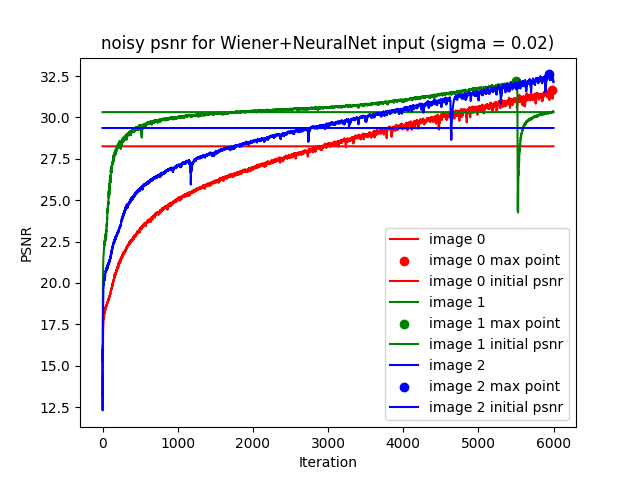 noisy psnr for Wiener+NeuralNet input (sigma = 0.02)
32.5
30.0
27.5
25.0
22.5
20.0
17.5
15.0
12.5
PSNR
image 0
image 0 max point
image 0 initial psnr
image 1
image 1 max point
image 1 initial psnr
image 2
image 2 max point
image 2 initial psnr
0 1000 2000 3000 4000 5000 6000
Iteration